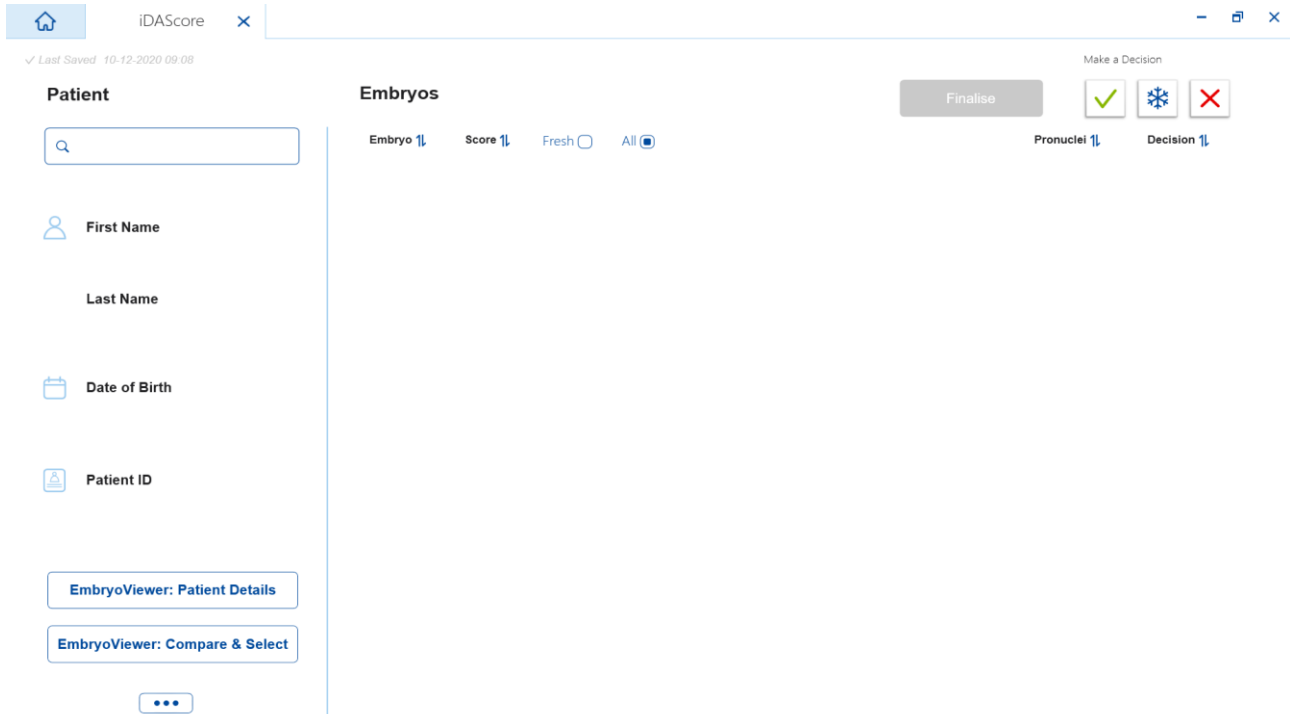 iDAScore
Last Saved 10-12-2020 09:08
Make a Decision
Patient
Embryos
Finalise
Embryo Score Fresh All Pronuclei Decision
First Name
Last Name
Date of Birth
Patient ID
EmbryoViewer: Patient Details
EmbryoViewer: Compare & Select
•••